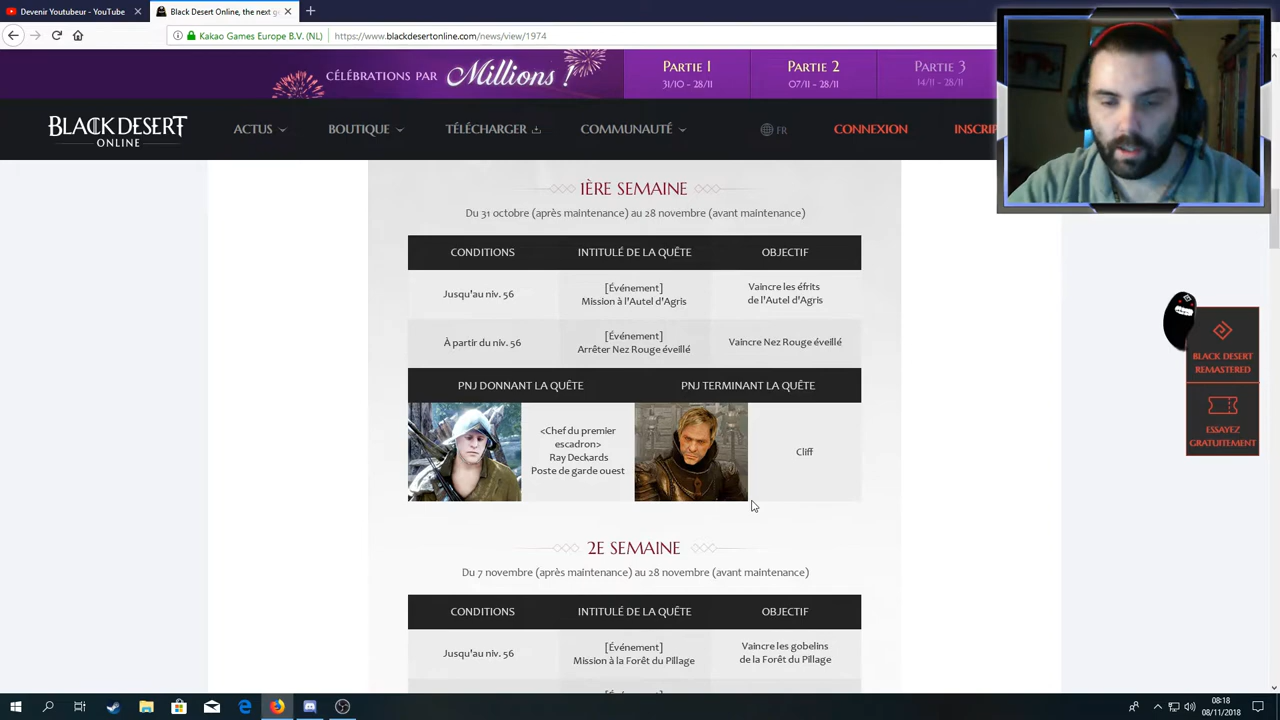 Devenir Youtubeur - YouTube
Black Desert Online, the next g
Kakao Games Europe B.V. (NL)
https://www.blackdesertonline.com/news/view/1974
CÉLÉBRATIONS PAR Millions !
PARTIE 1
31/10 - 28/11
PARTIE 2
07/11 - 28/11
PARTIE 3
14/11 - 28/11
BLACK DESERT
ONLINE
ACTUS
BOUTIQUE
TÉLÉCHARGER
COMMUNAUTÉ
FR
CONNEXION
INSCRIP
1ÈRE SEMAINE
Du 31 octobre (après maintenance) au 28 novembre (avant maintenance)
CONDITIONS
INTITULÉ DE LA QUÊTE
OBJECTIF
Jusqu'au niv. 56
[Événement]
Mission à l'Autel d'Agris
Vaincre les éfrits
de l'Autel d'Agris
À partir du niv. 56
[Événement]
Arrêter Nez Rouge éveillé
Vaincre Nez Rouge éveillé
PNJ DONNANT LA QUÊTE
PNJ TERMINANT LA QUÊTE
<Chef du premier
escadron>
Ray Deckards
Poste de garde ouest
Cliff
BLACK DESERT
REMASTERED
ESSAYEZ
GRATUITEMENT
2E SEMAINE
Du 7 novembre (après maintenance) au 28 novembre (avant maintenance)
CONDITIONS
INTITULÉ DE LA QUÊTE
OBJECTIF
Jusqu'au niv. 56
[Événement]
Mission à la Forêt du Pillage
Vaincre les gobelins
de la Forêt du Pillage
08:18
08/11/2018